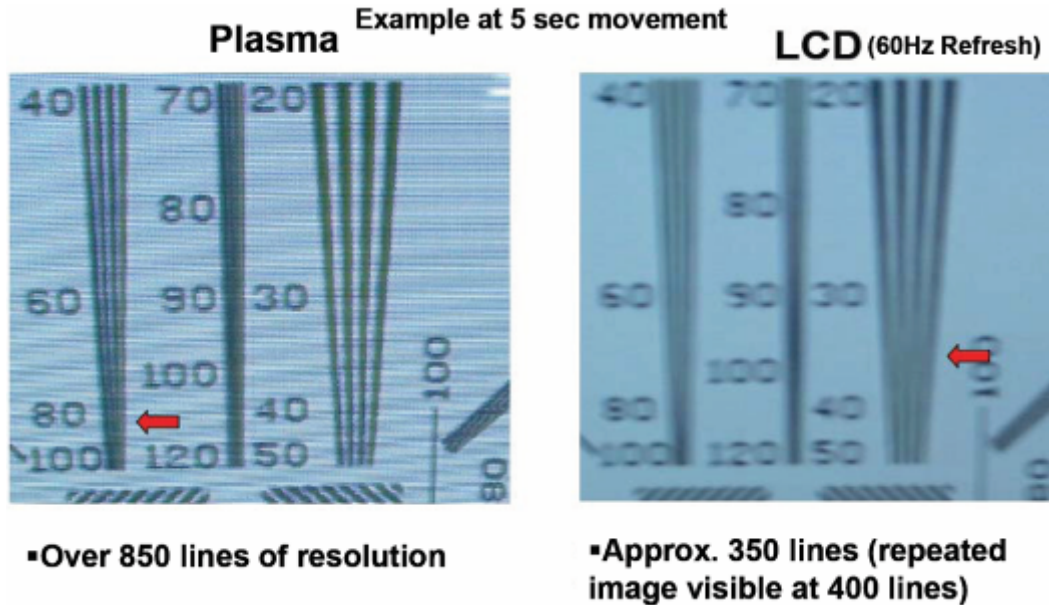 Example at 5 sec movement
Plasma
LCD (60Hz Refresh)
40 70 20
80
60 90 30
100
100
80 40
100 120 50
80
40 70 20
80
60 90 30
100
100
80 40
100 120 50
80
▪Over 850 lines of resolution
▪Approx. 350 lines (repeated
image visible at 400 lines)